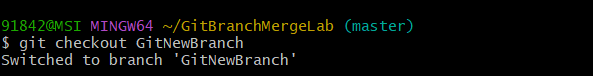 91842@MSI MINGW64 ~/GitBranchMergeLab (master)
$ git checkout GitNewBranch
Switched to branch 'GitNewBranch'